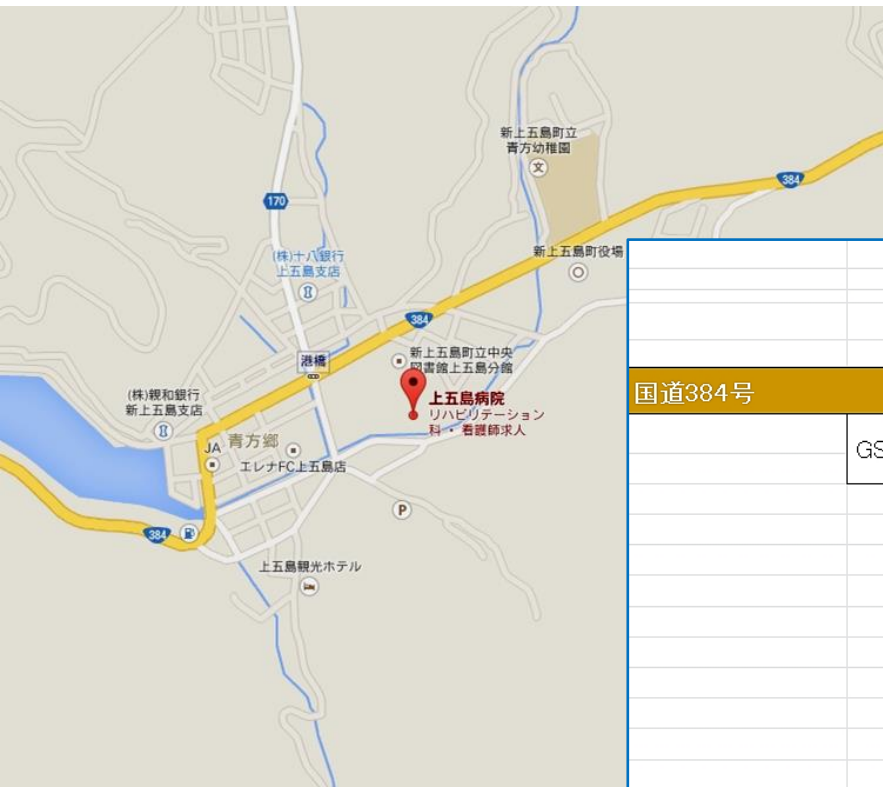 新上五島町立
青方幼稚園
文
384
170
新上五島町役場
(株)十八銀行
上五島支店
384
港橋
新上五島町立中央
図書館上五島分館
上五島病院
リハビリテーション
科・看護師求人
(株)親和銀行
新上五島支店
青方郷
JA
エレナFC上五島店
P
384
上五島観光ホテル
国道384号
GS